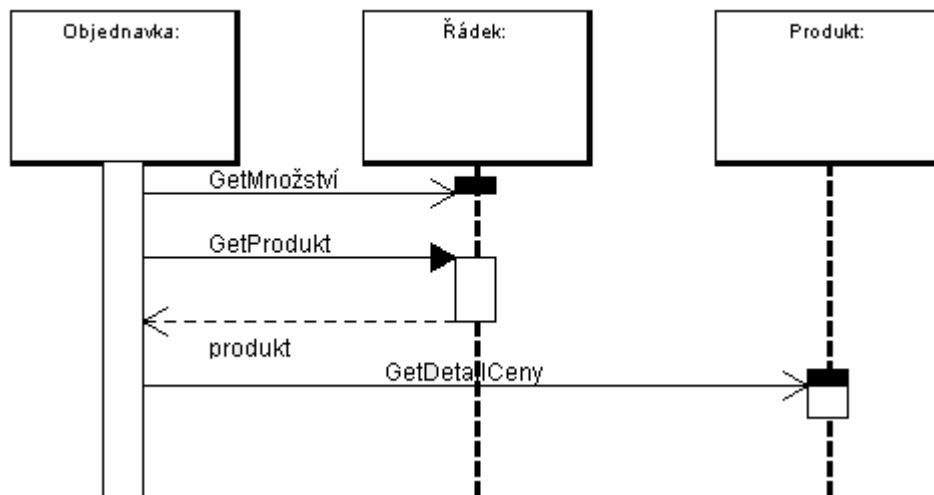 Objednavka:
Řádek:
Produkt:
GetMnožství
GetProdukt
produkt
GetDetailCeny